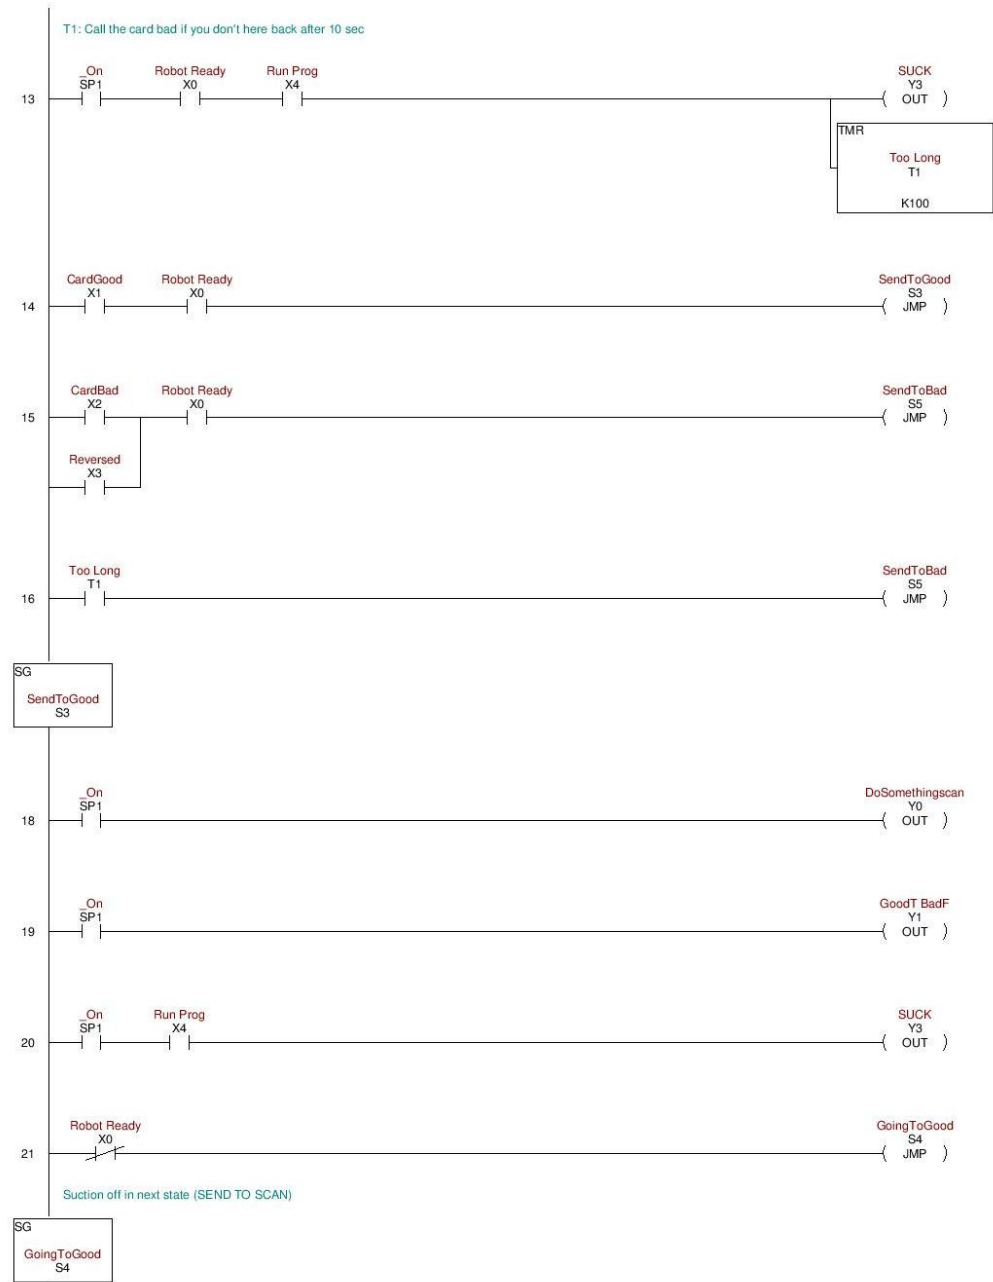 T1: Call the card bad if you don't here back after 10 sec
_On Robot Ready Run Prog SUCK
SP1 X0 X4 Y3
13 OUT
TMR
Too Long
T1
K100
CardGood Robot Ready SendToGood
X1 X0 S3
14 JMP
CardBad Robot Ready SendToBad
X2 X0 S5
15 JMP
Reversed
X3
Too Long SendToBad
T1 S5
16 JMP
SG
SendToGood
S3
_On DoSomethingscan
SP1 Y0
18 OUT
_On GoodT BadF
SP1 Y1
19 OUT
_On Run Prog SUCK
SP1 X4 Y3
20 OUT
Robot Ready GoingToGood
X0 S4
21 JMP
Suction off in next state (SEND TO SCAN)
SG
GoingToGood
S4